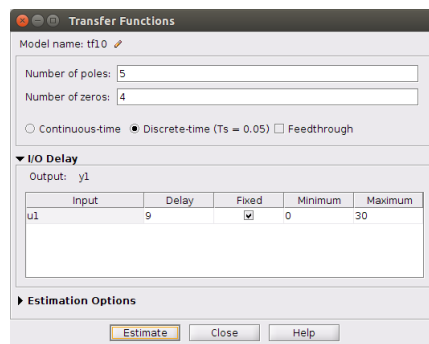 Transfer Functions
Model name: tf10
Number of poles: 5
Number of zeros: 4
Continuous-time Discrete-time (Ts = 0.05) Feedthrough
I/O Delay
Output: y1
Input Delay Fixed Minimum Maximum
u1 9 0 30
Estimation Options
Estimate Close Help